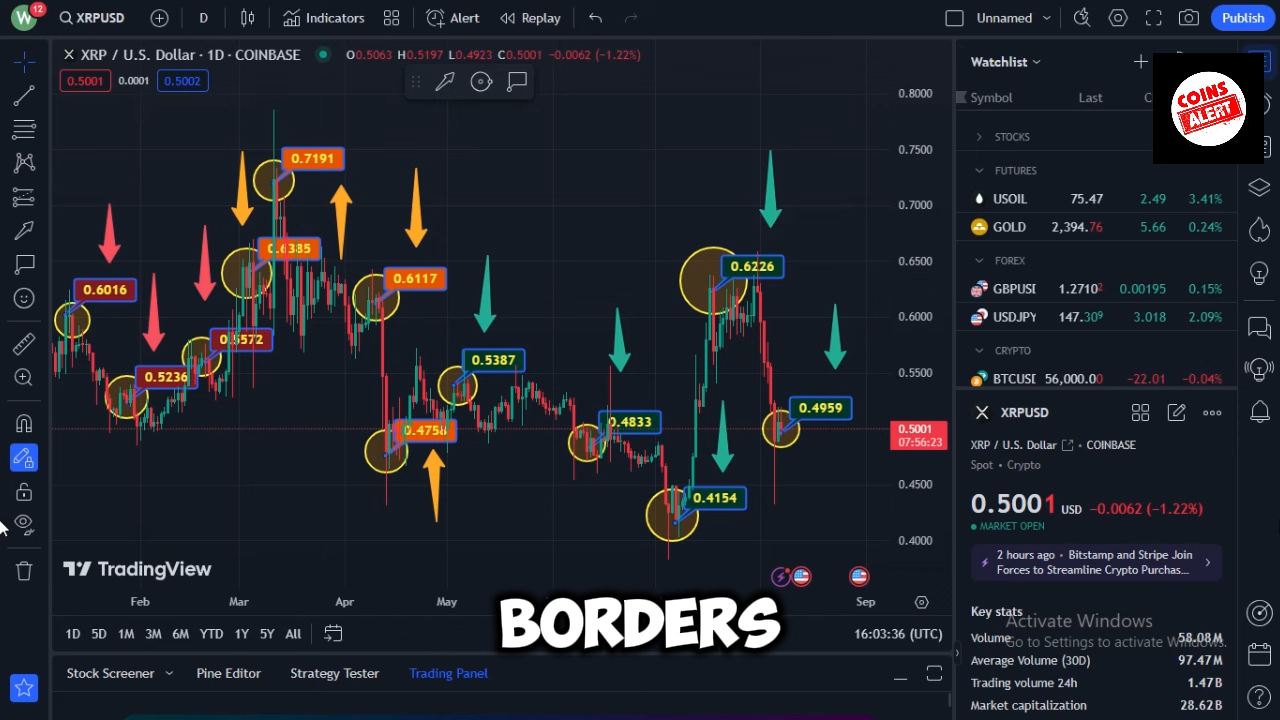 W 12 XRPUSD D Indicators Alert Replay Unnamed Publish
XRP / U.S. Dollar · 1D · COINBASE O0.5063 H0.5197 L0.4923 C0.5001 -0.0062 (-1.22%)
0.5001 0.0001 0.5002
Watchlist
Symbol Last C
COINS
ALERT
STOCKS
FUTURES
USOIL 75.47 2.49 3.41%
GOLD 2,394.76 5.66 0.24%
FOREX
GBPUSI 1.2710² 0.00195 0.15%
USDJPY 147.30⁹ 3.018 2.09%
CRYPTO
BTCUSE 56,000.00 -22.01 -0.04%
0.8000
0.7500
0.7000
0.6500
0.6000
0.5500
0.5001
07:56:23
0.4500
0.4000
0.6016
0.5236
0.5572
0.6385
0.7191
0.6117
0.4758
0.5387
0.4833
0.4154
0.6226
0.4959
TradingView
Feb Mar Apr May Sep
BORDERS
1D 5D 1M 3M 6M YTD 1Y 5Y All 16:03:36 (UTC)
Stock Screener Pine Editor Strategy Tester Trading Panel
XRPUSD
XRP / U.S. Dollar COINBASE
Spot • Crypto
0.5001 USD -0.0062 (-1.22%)
MARKET OPEN
2 hours ago • Bitstamp and Stripe Join
Forces to Streamline Crypto Purchas...
Key stats
Activate Windows
Go to Settings to activate Windows.
Volume 58.08M
Average Volume (30D) 97.47M
Trading volume 24h 1.47B
Market capitalization 28.62B